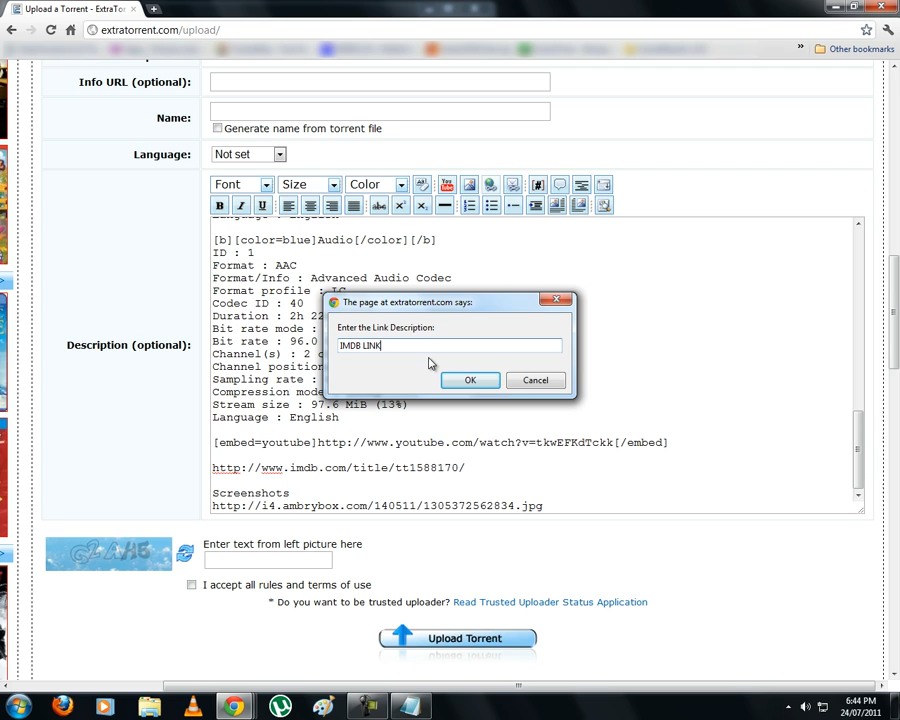 Upload a Torrent - ExtraTor
extratorrent.com/upload/
» Other bookmarks
Info URL (optional):
Name:
Generate name from torrent file
Language: Not set
Font Size Color
You Tube [#]
B I U abc
[b][color=blue]Audio[/color][/b]
ID : 1
Format : AAC
Format/Info : Advanced Audio Codec
Format profile : LC
Codec ID : 40
Duration : 2h 22
Bit rate mode :
Bit rate : 96.0
Channel(s) : 2 c
Channel position
Sampling rate :
Compression mode
Stream size : 97.6 MiB (13%)
Language : English
The page at extratorrent.com says:
Enter the Link Description:
IMDB LINK
OK Cancel
Description (optional):
[embed=youtube]http://www.youtube.com/watch?v=tkwEFKdTckk[/embed]
http://www.imdb.com/title/tt1588170/
Screenshots
http://i4.ambrybox.com/140511/1305372562834.jpg
Enter text from left picture here
I accept all rules and terms of use
* Do you want to be trusted uploader? Read Trusted Uploader Status Application
Upload Torrent
6:44 PM
24/07/2011